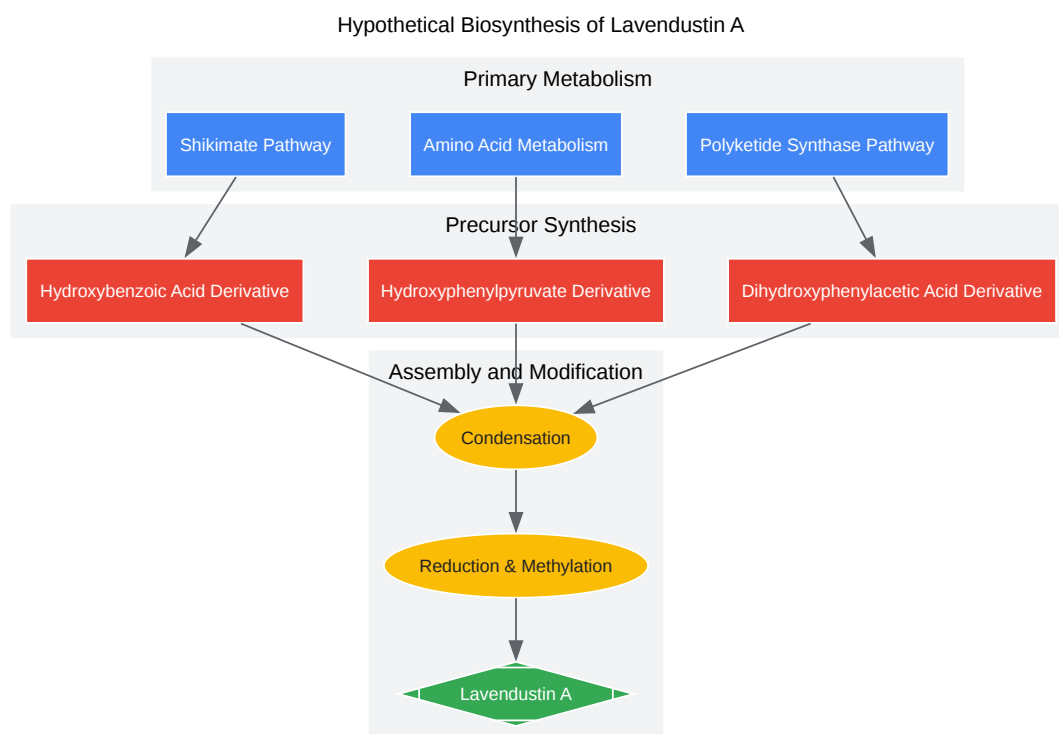 Hypothetical Biosynthesis of Lavendustin A
Primary Metabolism
Shikimate Pathway
Amino Acid Metabolism
Polyketide Synthase Pathway
Precursor Synthesis
Hydroxybenzoic Acid Derivative
Hydroxyphenylpyruvate Derivative
Dihydroxyphenylacetic Acid Derivative
Assembly and Modification
Condensation
Reduction & Methylation
Lavendustin A